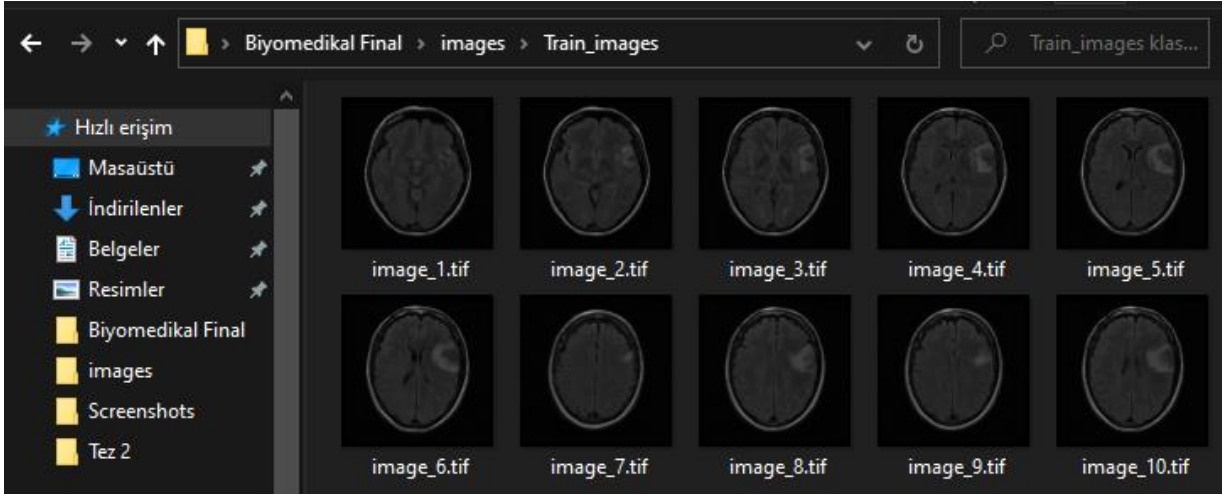 Biyomedikal Final > images > Train_images
Train_images klas...
Hızlı erişim
Masaüstü
İndirilenler
Belgeler
Resimler
Biyomedikal Final
images
Screenshots
Tez 2
image_1.tif
image_2.tif
image_3.tif
image_4.tif
image_5.tif
image_6.tif
image_7.tif
image_8.tif
image_9.tif
image_10.tif